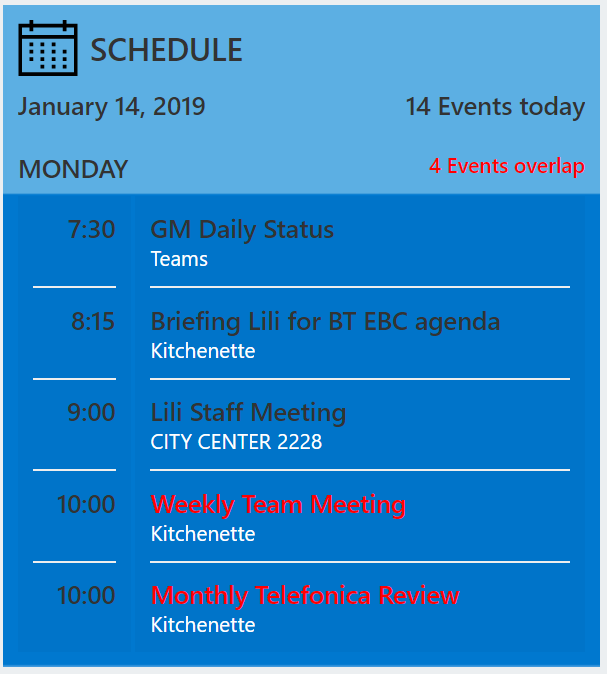 SCHEDULE
January 14, 2019 14 Events today
MONDAY 4 Events overlap
7:30 GM Daily Status
Teams
8:15 Briefing Lili for BT EBC agenda
Kitchenette
9:00 Lili Staff Meeting
CITY CENTER 2228
10:00 Weekly Team Meeting
Kitchenette
10:00 Monthly Telefonica Review
Kitchenette